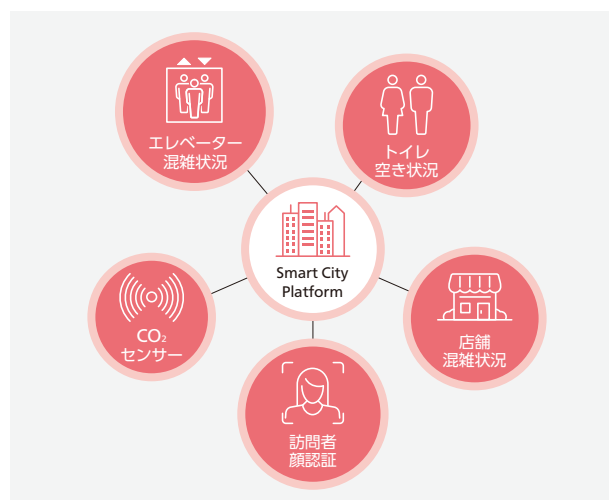 エレベーター
混雑状況
トイレ
空き状況
Smart City
Platform
CO₂
センサー
店舗
混雑状況
訪問者
顔認証